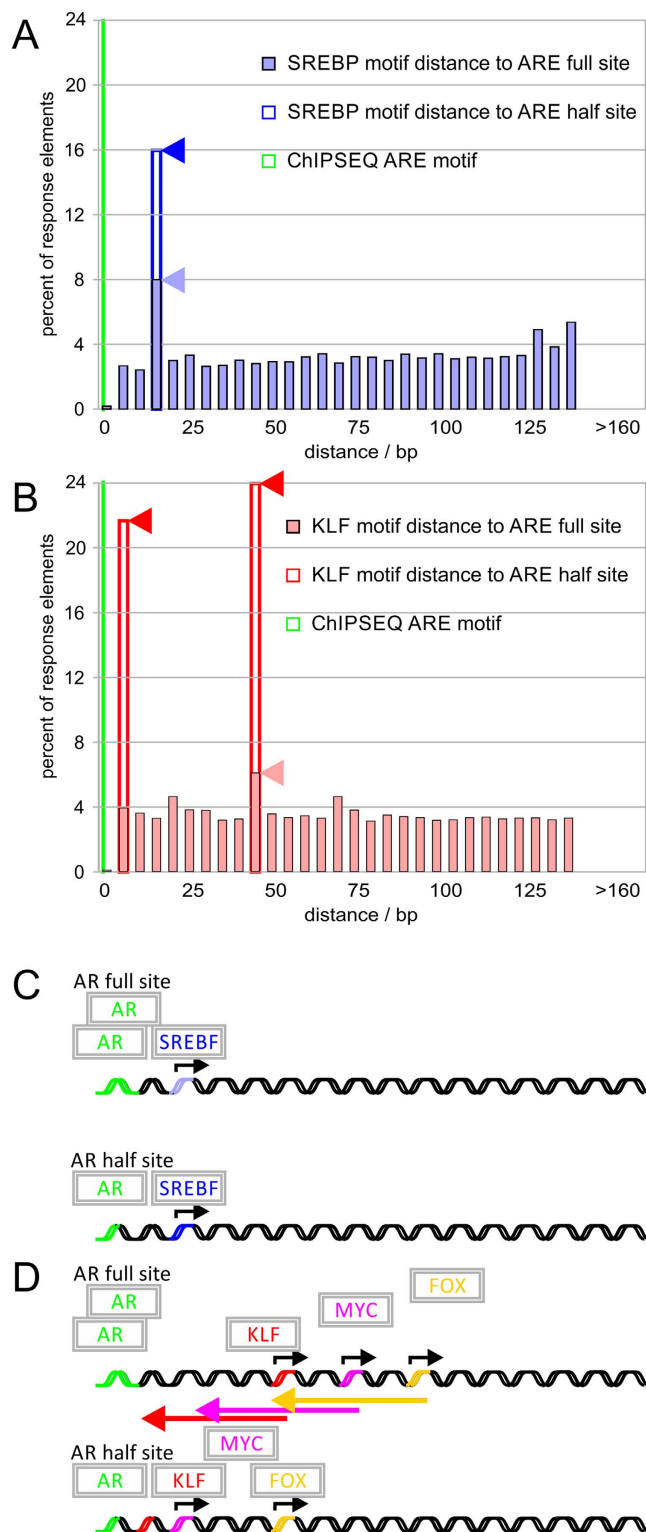 A
24
20
16
12
8
4
0
percent of response elements
SREBP motif distance to ARE full site
SREBP motif distance to ARE half site
ChIPSEQ ARE motif
0 25 50 75 100 125 >160
distance / bp
B
24
20
16
12
8
4
0
percent of response elements
KLF motif distance to ARE full site
KLF motif distance to ARE half site
ChIPSEQ ARE motif
0 25 50 75 100 125 >160
distance / bp
C
AR full site
AR
AR SREBF
AR half site
AR SREBF
D
AR full site
FOX
AR
MYC
AR KLF
AR half site
MYC
AR KLF FOX